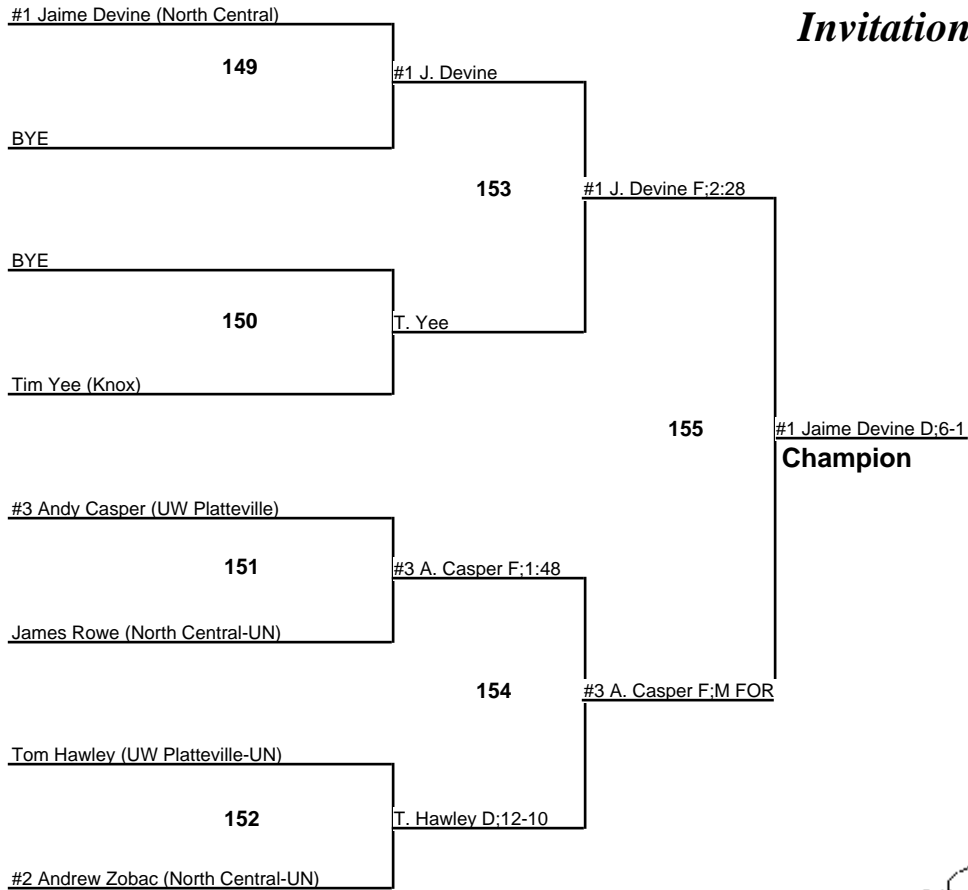 #1 Jaime Devine (North Central)
Invitation
149
#1 J. Devine
BYE
153
#1 J. Devine F;2:28
BYE
150
T. Yee
Tim Yee (Knox)
155
#1 Jaime Devine D;6-1
Champion
#3 Andy Casper (UW Platteville)
151
#3 A. Casper F;1:48
James Rowe (North Central-UN)
154
#3 A. Casper F;M FOR
Tom Hawley (UW Platteville-UN)
152
T. Hawley D;12-10
#2 Andrew Zobac (North Central-UN)